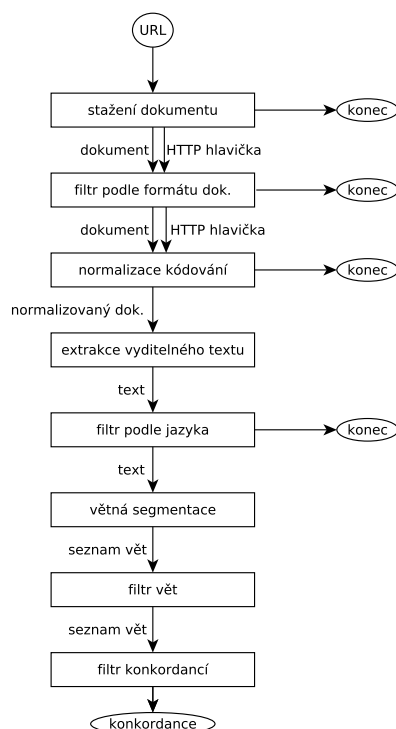 URL
stažení dokumentu
konec
dokument
HTTP hlavička
filtr podle formátu dok.
konec
dokument
HTTP hlavička
normalizace kódování
konec
normalizovaný dok.
extrakce vyditelného textu
text
filtr podle jazyka
konec
text
větná segmentace
seznam vět
filtr vět
seznam vět
filtr konkordancí
konkordance